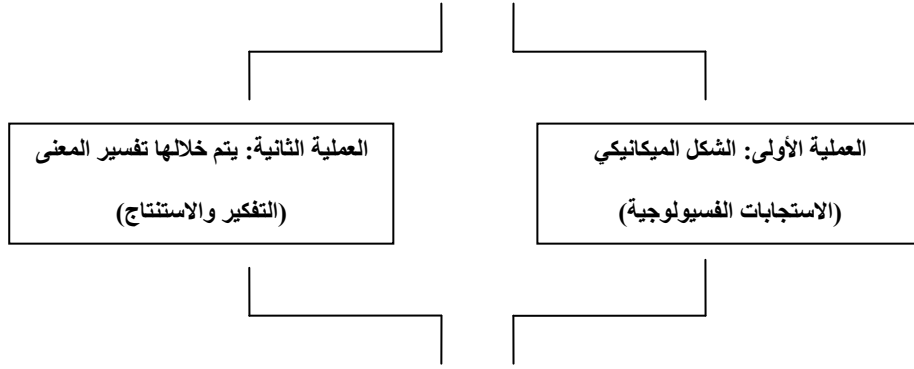 العملية الأولى: الشكل الميكانيكي
(الاستجابات الفسيولوجية)
العملية الثانية: يتم خلالها تفسير المعنى
(التفكير والاستنتاج)